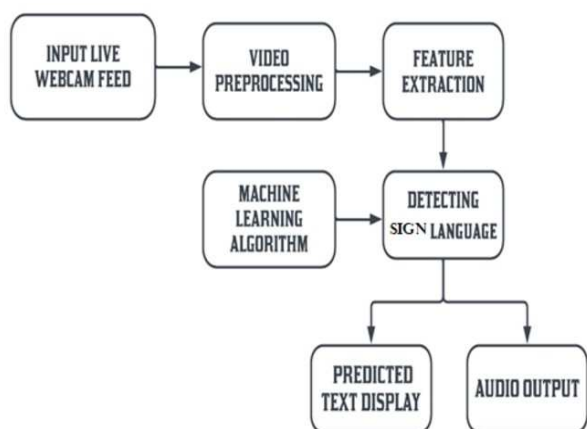 INPUT LIVE
WEBCAM FEED
VIDEO
PREPROCESSING
FEATURE
EXTRACTION
MACHINE
LEARNING
ALGORITHM
DETECTING
SIGN LANGUAGE
PREDICTED
TEXT DISPLAY
AUDIO OUTPUT